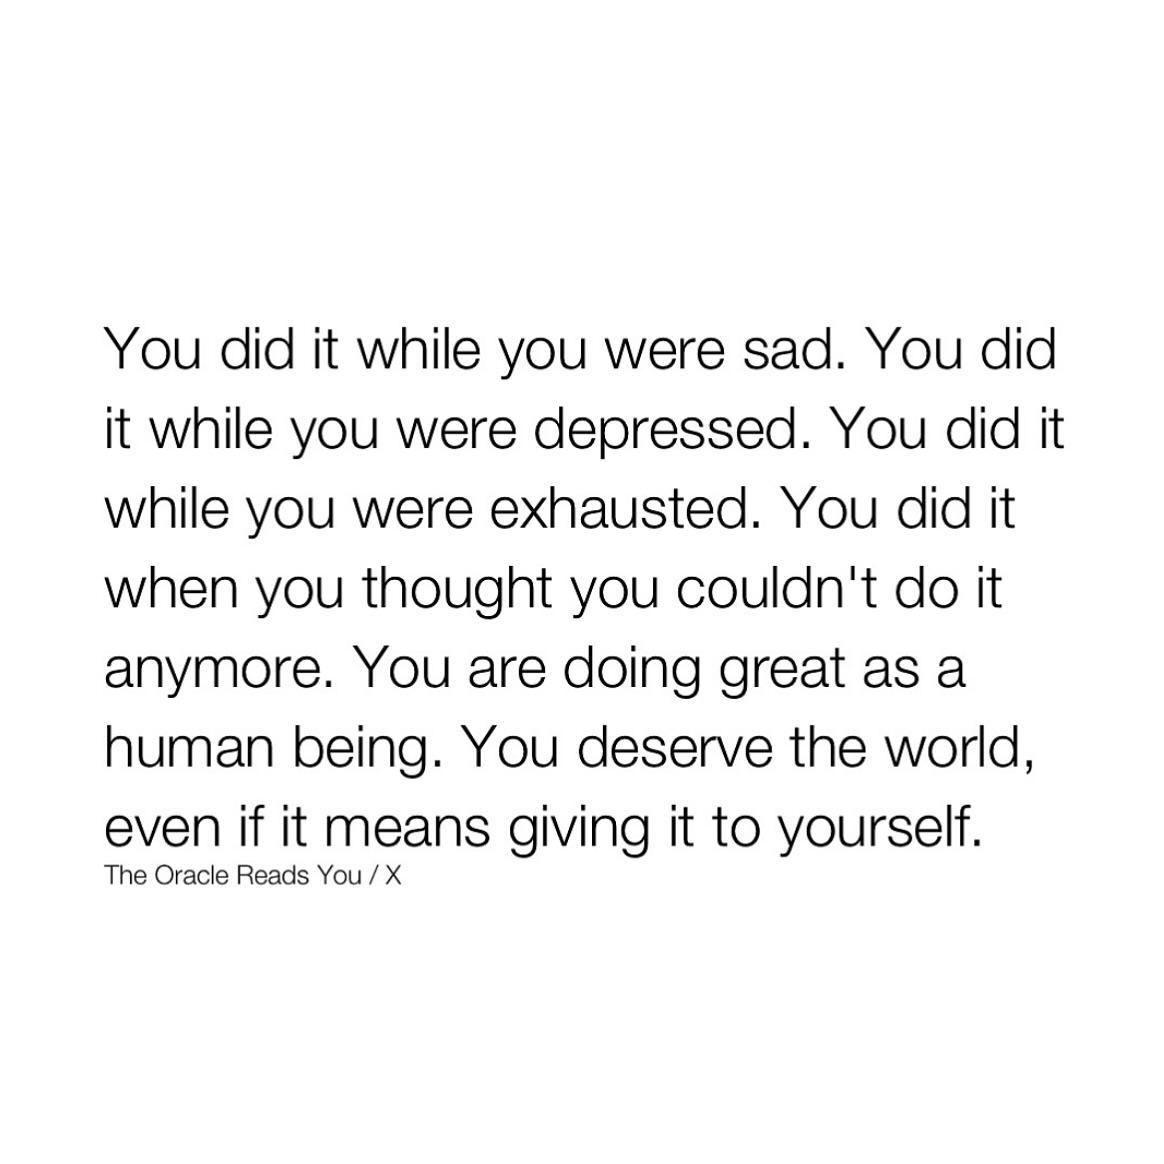 You did it while you were sad. You did
it while you were depressed. You did it
while you were exhausted. You did it
when you thought you couldn't do it
anymore. You are doing great as a
human being. You deserve the world,
even if it means giving it to yourself.
The Oracle Reads You / X